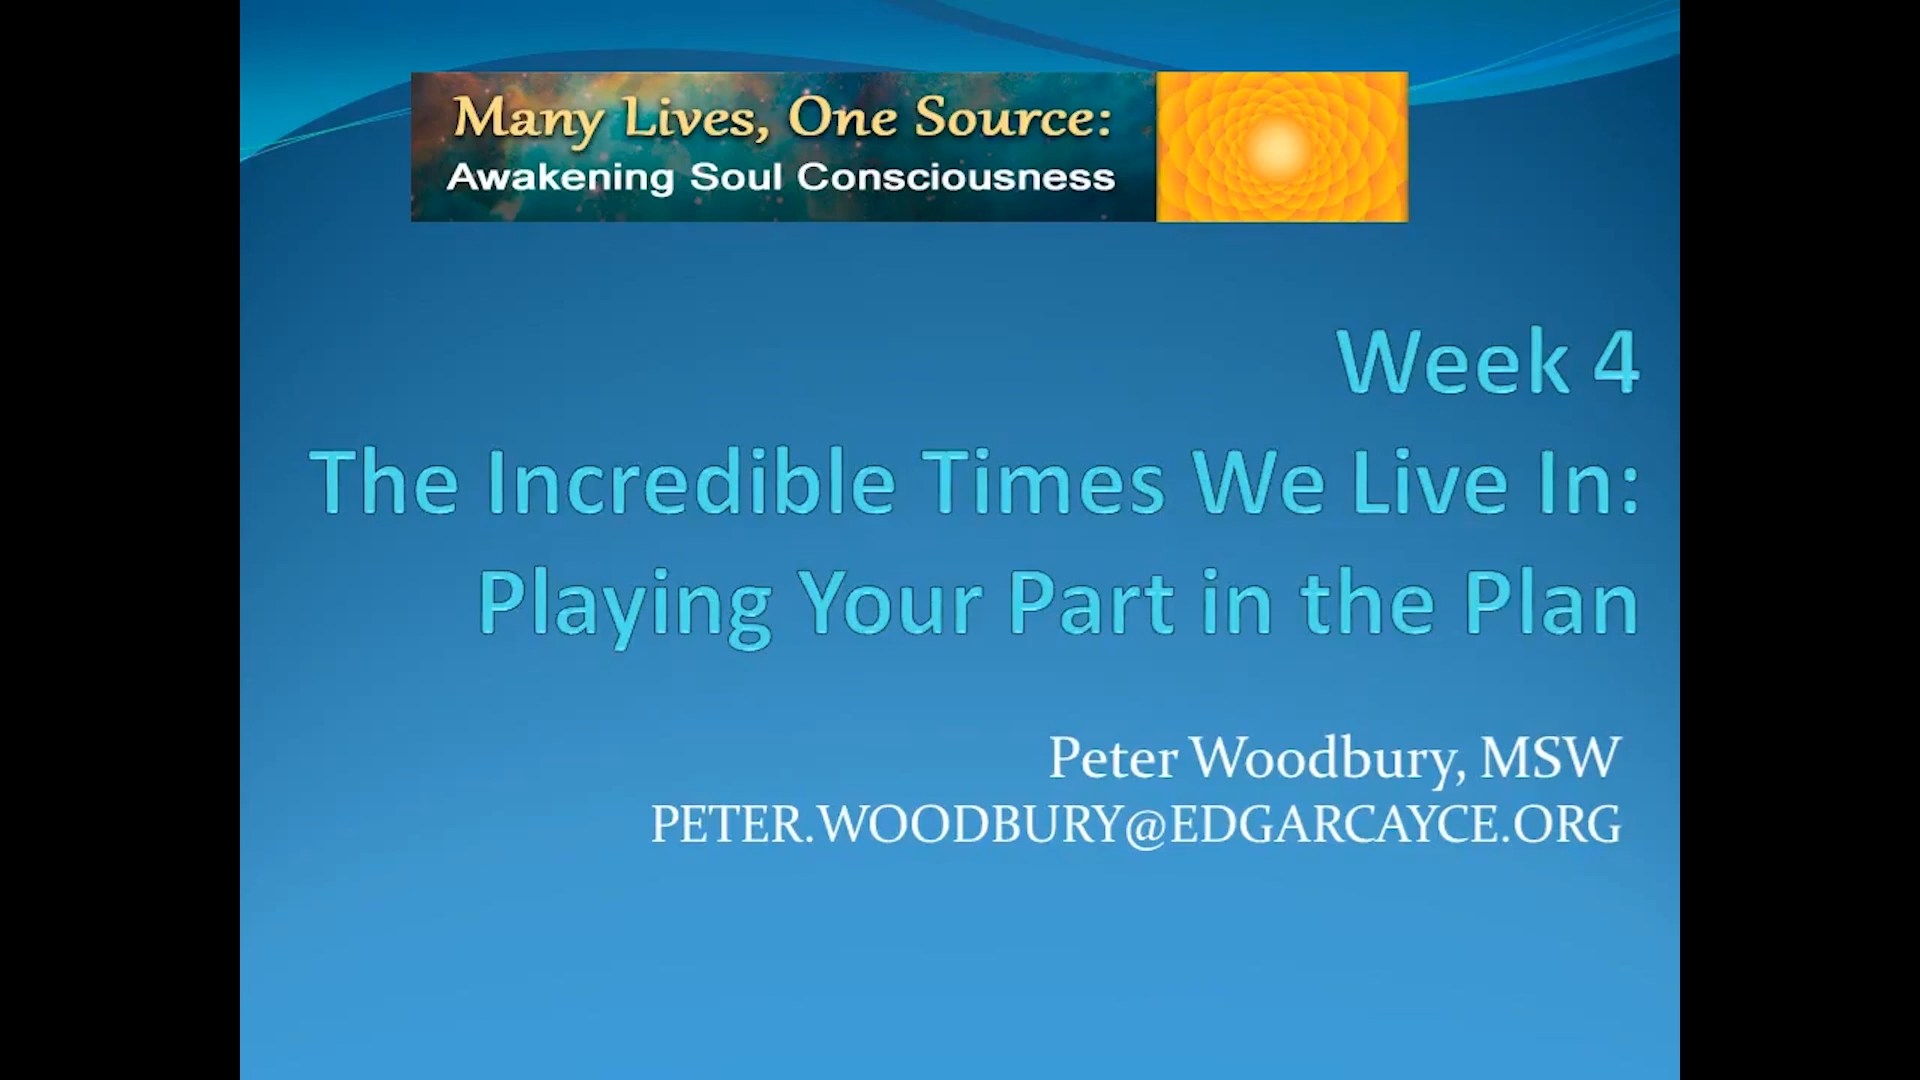 Many Lives, One Source:
Awakening Soul Consciousness
Week 4
The Incredible Times We Live In:
Playing Your Part in the Plan
Peter Woodbury, MSW
PETER.WOODBURY@EDGARCAYCE.ORG